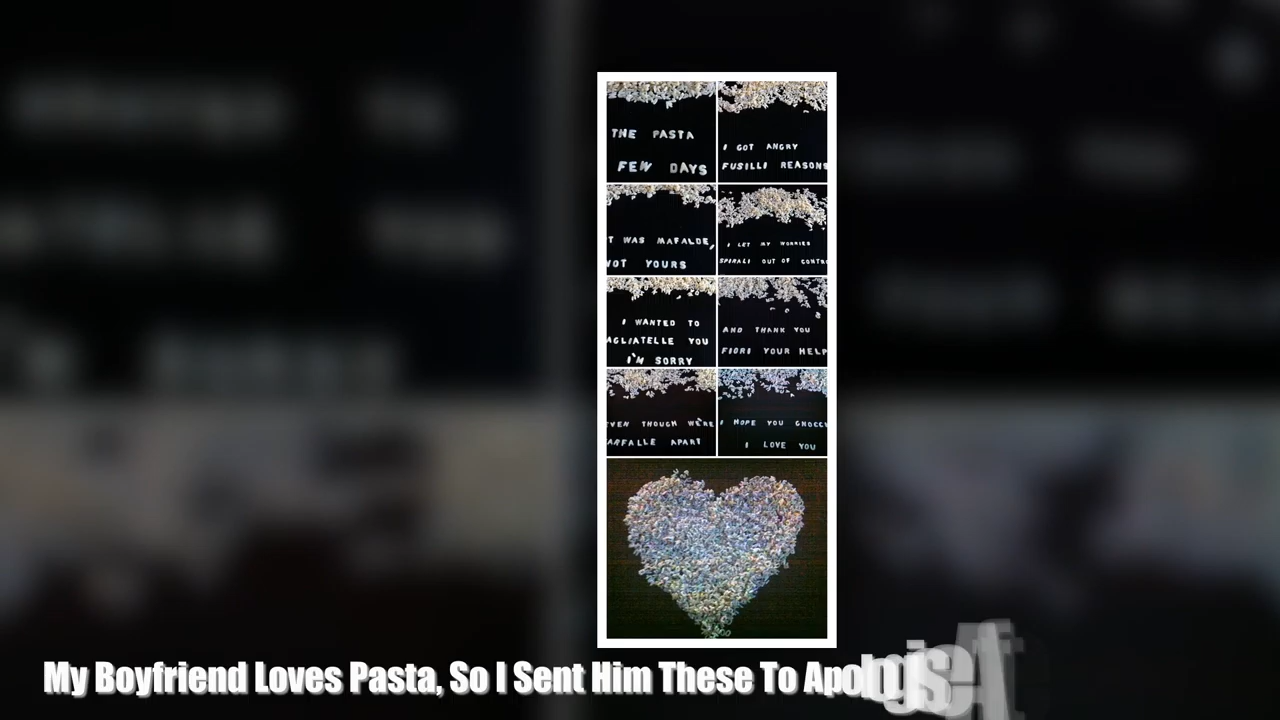 THE PASTA
FEW DAYS
I GOT ANGRY
FUSILLI REASONS
T WAS MAFALDE,
NOT YOURS
I LET MY WORRIES
SPIRALI OUT OF CONTR
I WANTED TO
AGLIATELLE YOU
I'M SORRY
AND THANK YOU
FIORI YOUR HELP
EVEN THOUGH WE'RE
ARFALLE APART
I HOPE YOU GNOCC
I LOVE YOU
My Boyfriend Loves Pasta, So I Sent Him These To Apologise Af